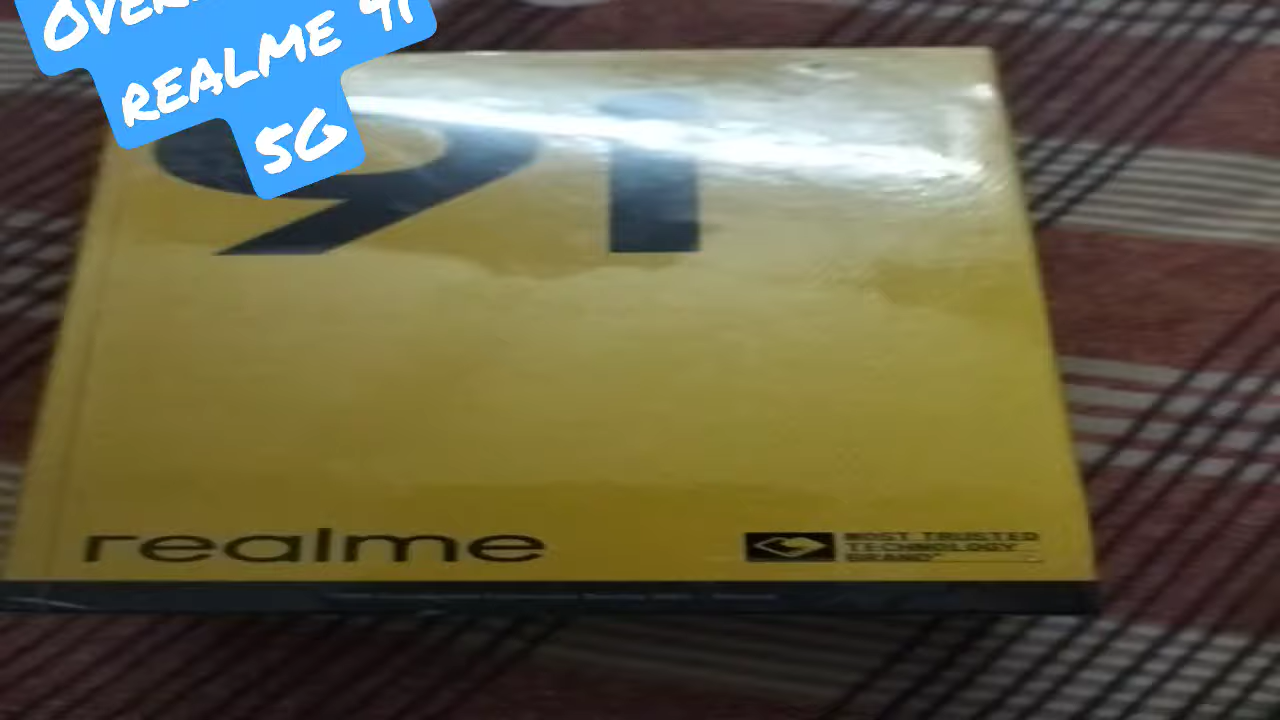 REALME 9i
5G
9i
realme
MOST TRUSTED
TECHNOLOGY
BRAND